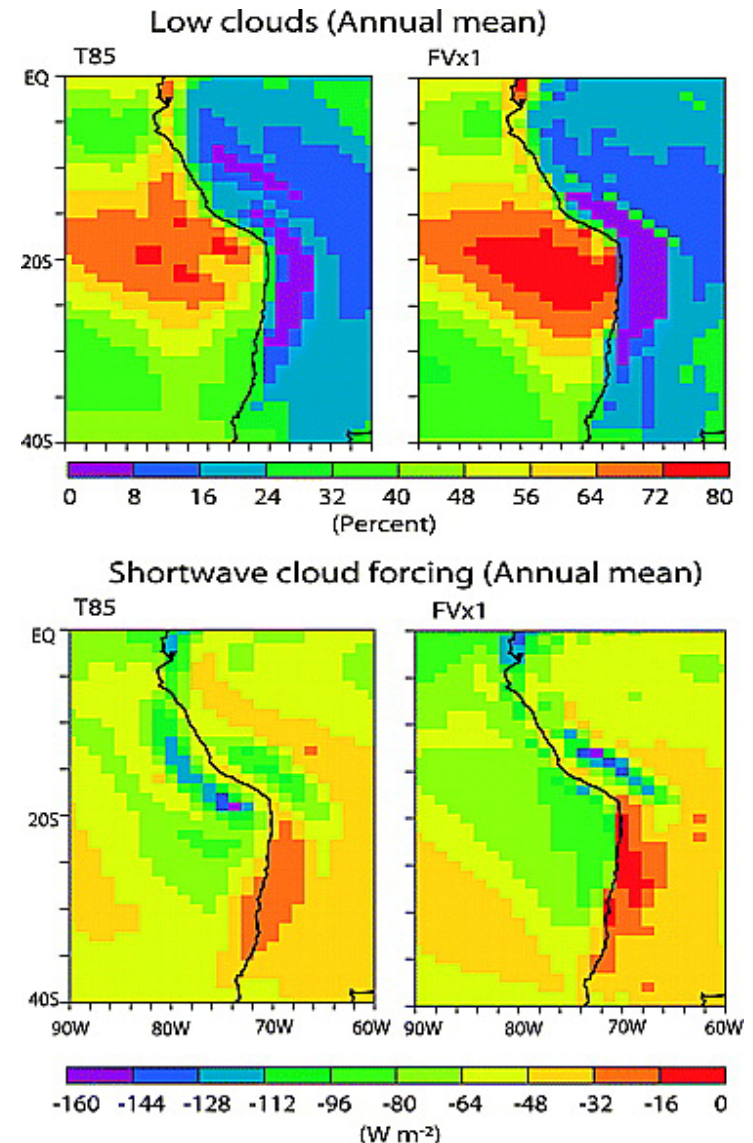 Low clouds (Annual mean)
T85 FVx1
EQ
20S
40S
0 8 16 24 32 40 48 56 64 72 80
(Percent)
Shortwave cloud forcing (Annual mean)
T85 FVx1
EQ
20S
40S
90W 80W 70W 60W 90W 80W 70W 60W
-160 -144 -128 -112 -96 -80 -64 -48 -32 -16 0
(W m⁻²)